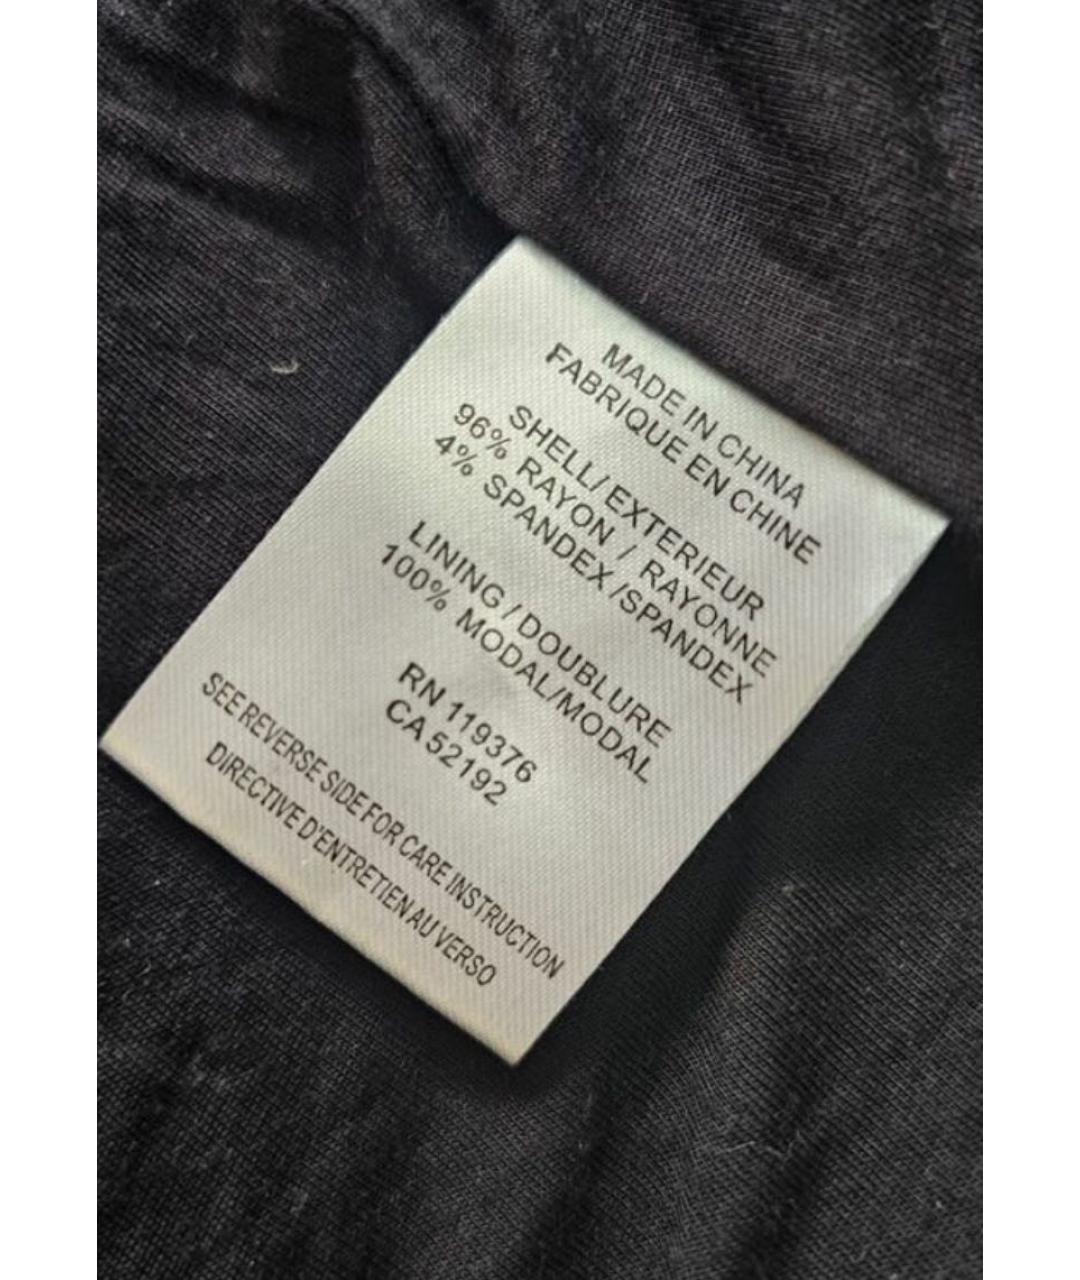 MADE IN CHINA
FABRIQUE EN CHINE
SHELL/ EXTERIEUR
96% RAYON / RAYONNE
4% SPANDEX /SPANDEX
LINING / DOUBLURE
100% MODAL/MODAL
RN 119376
CA 52192
SEE REVERSE SIDE FOR CARE INSTRUCTION
DIRECTIVE D'ENTRETIEN AU VERSO